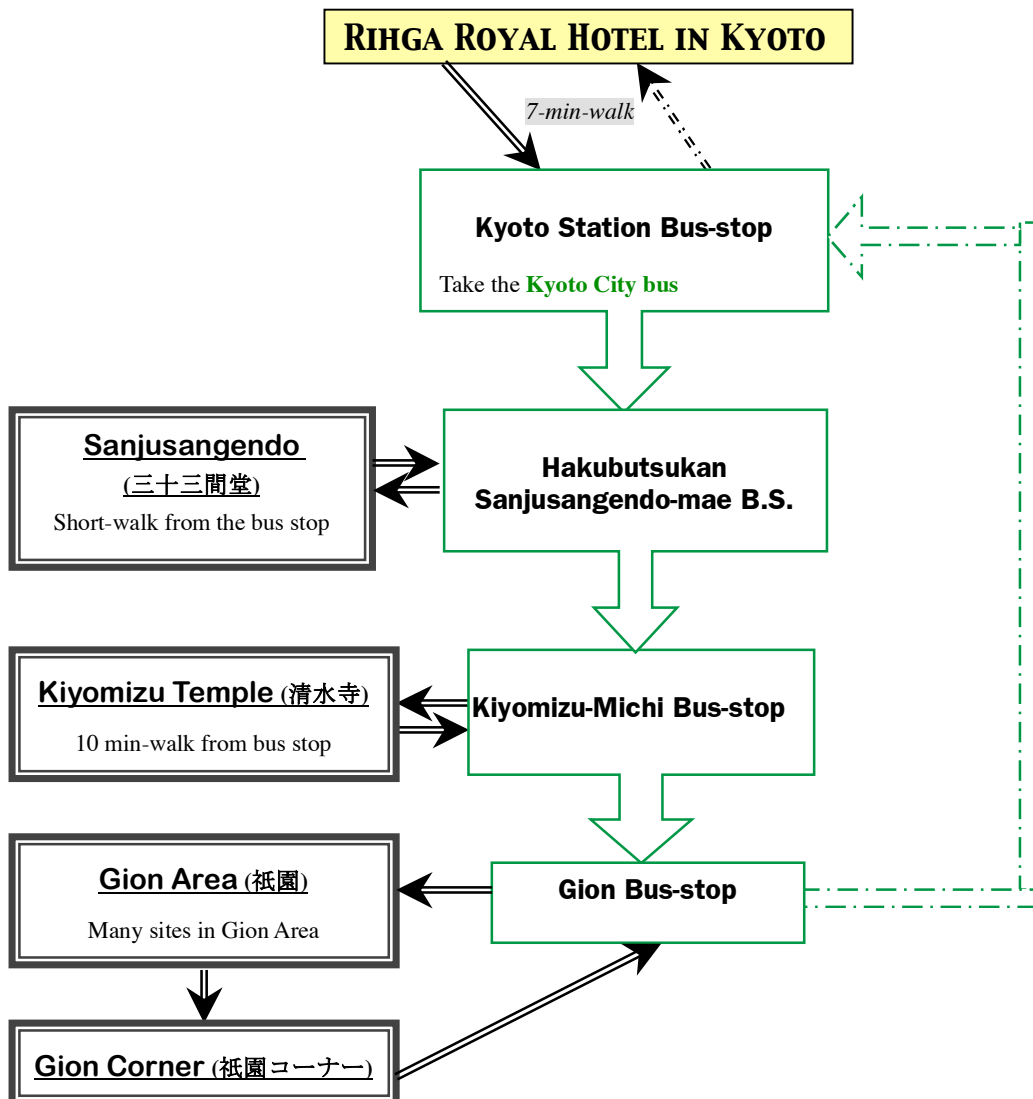 RIHGA ROYAL HOTEL IN KYOTO
7-min-walk
Kyoto Station Bus-stop
Take the Kyoto City bus
Sanjusangendo
(三十三間堂)
Short-walk from the bus stop
Hakubutsukan
Sanjusangendo-mae B.S.
Kiyomizu Temple (清水寺)
10 min-walk from bus stop
Kiyomizu-Michi Bus-stop
Gion Area (祇園)
Many sites in Gion Area
Gion Bus-stop
Gion Corner (祇園コーナー)